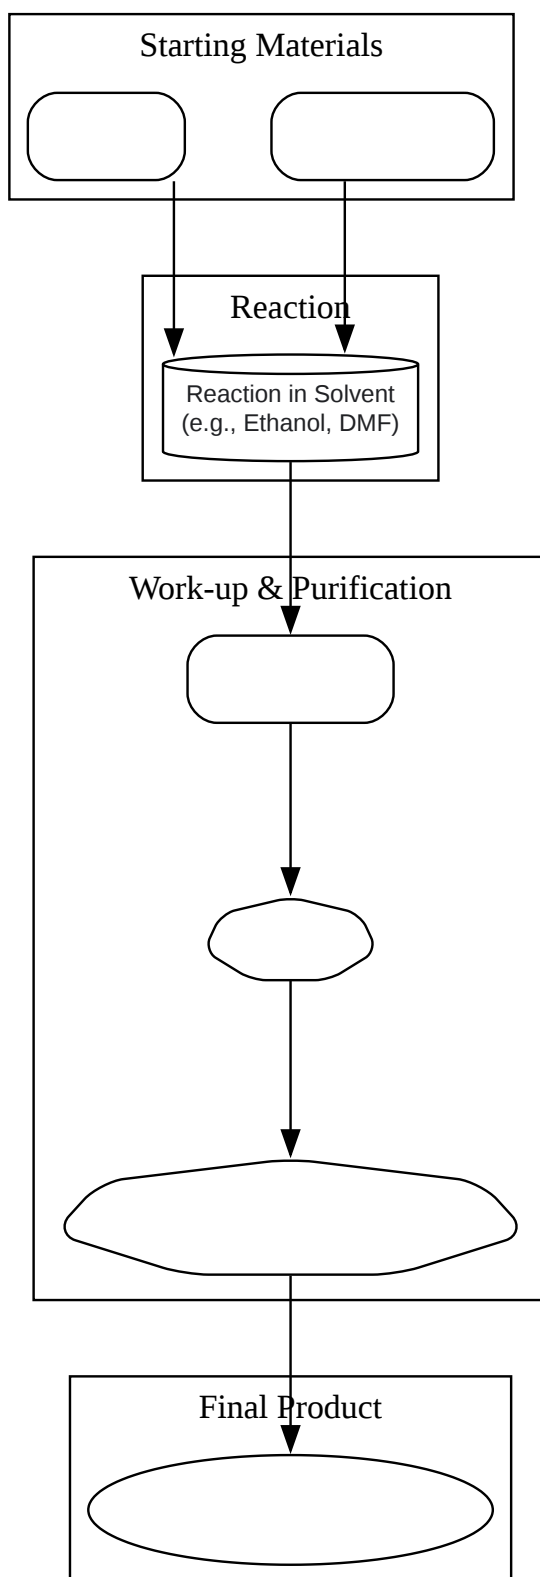 Starting Materials
Reaction
Reaction in Solvent
(e.g., Ethanol, DMF)
Work-up & Purification
Final Product